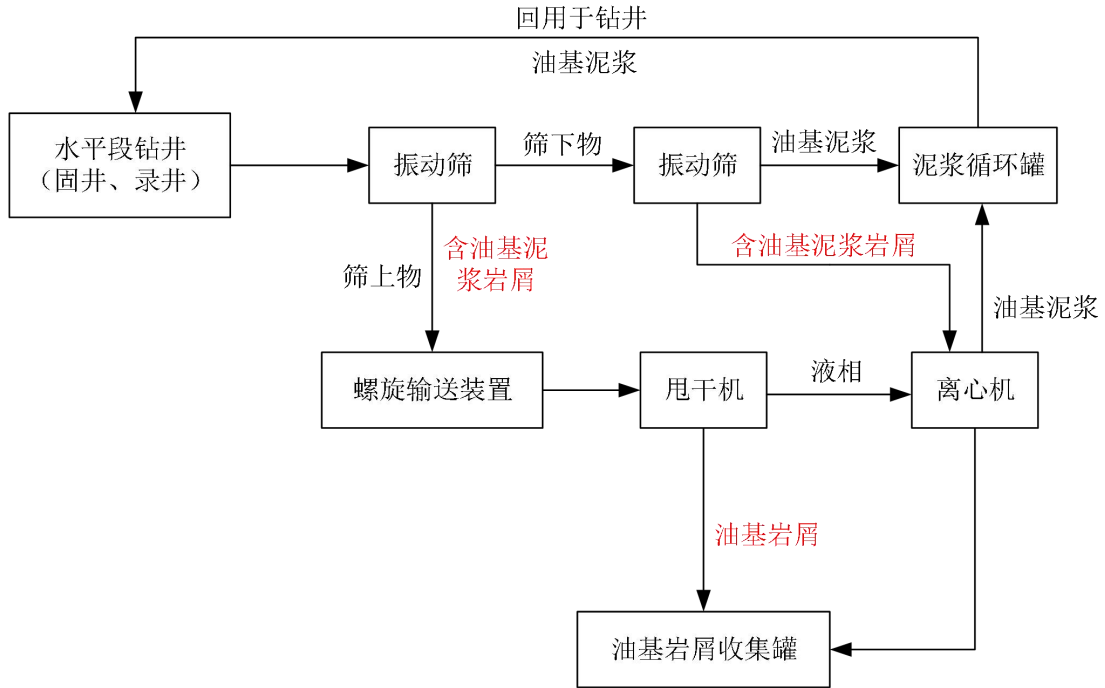 回用于钻井
油基泥浆
水平段钻井
（固井、录井）
振动筛
筛下物
振动筛
油基泥浆
泥浆循环罐
筛上物
含油基泥
浆岩屑
含油基泥浆岩屑
油基泥浆
螺旋输送装置
甩干机
液相
离心机
油基岩屑
油基岩屑收集罐